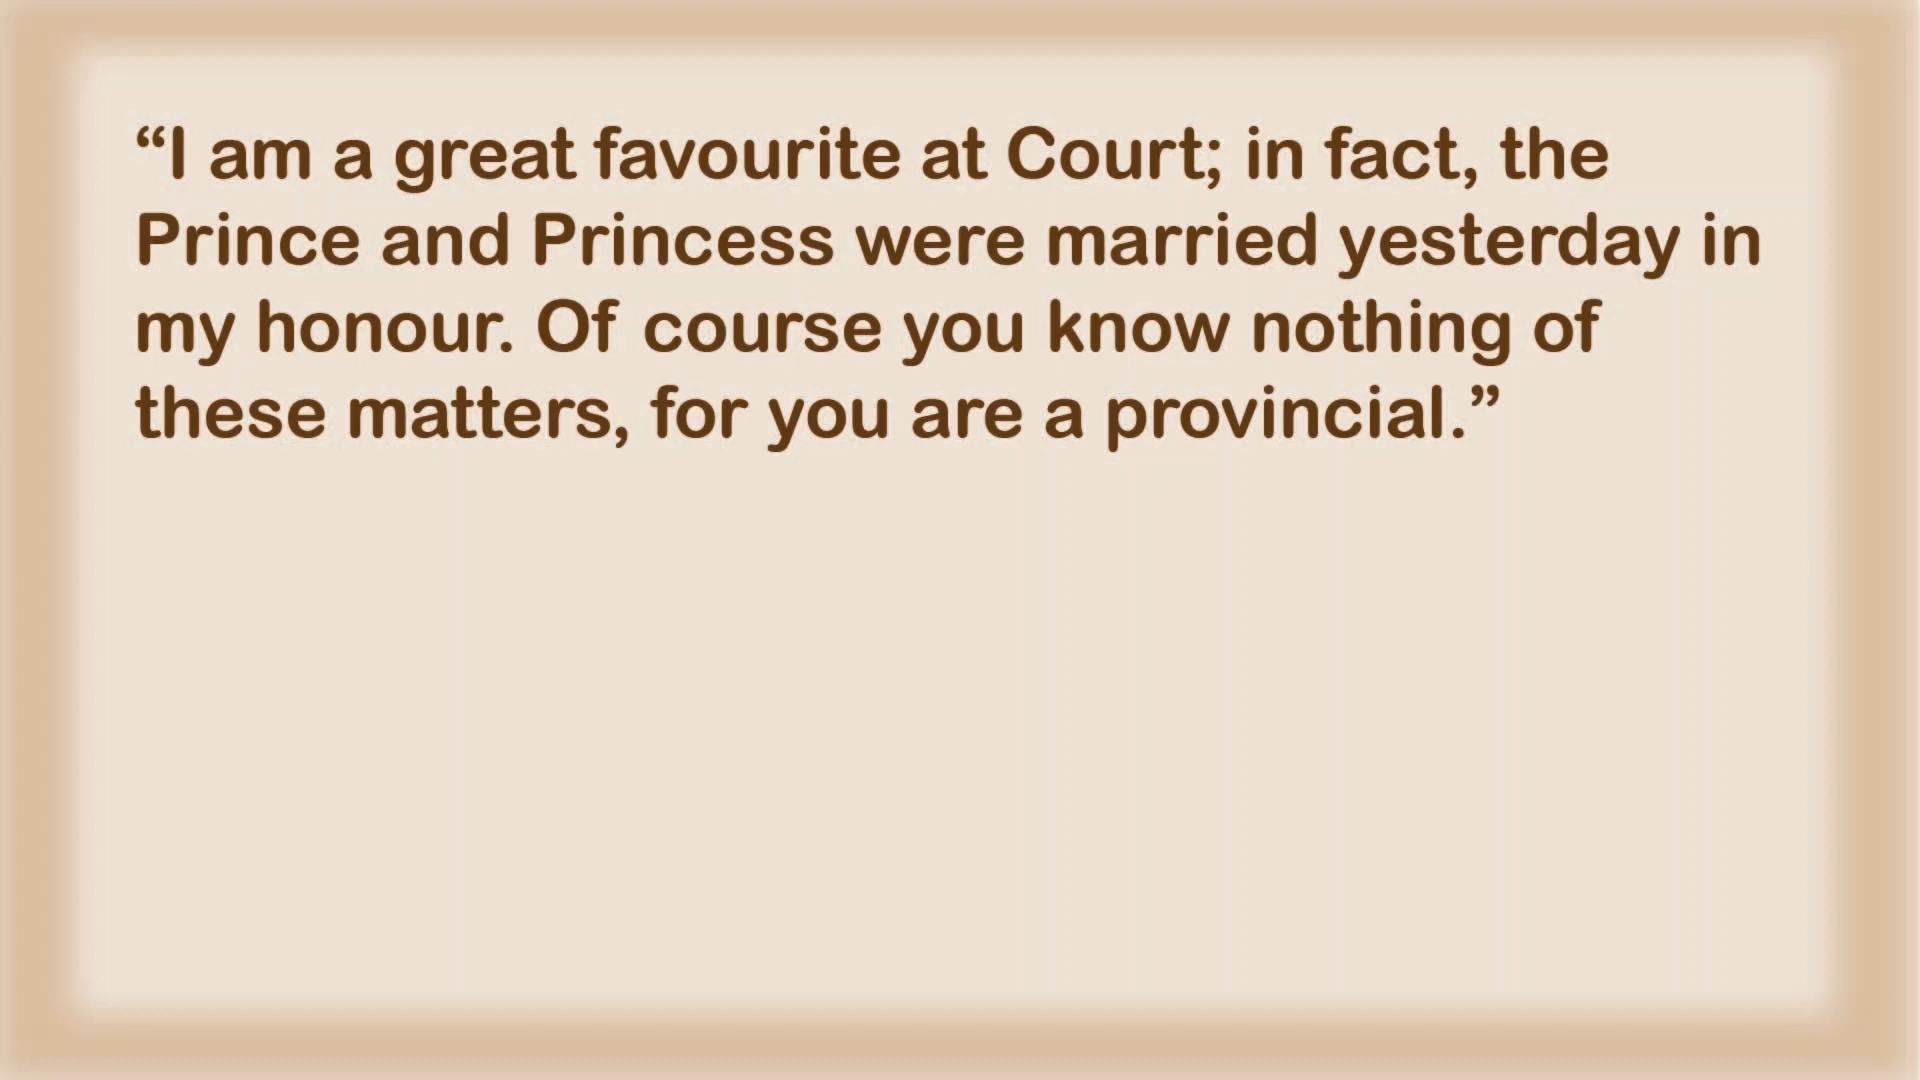 “I am a great favourite at Court; in fact, the
Prince and Princess were married yesterday in
my honour. Of course you know nothing of
these matters, for you are a provincial.”